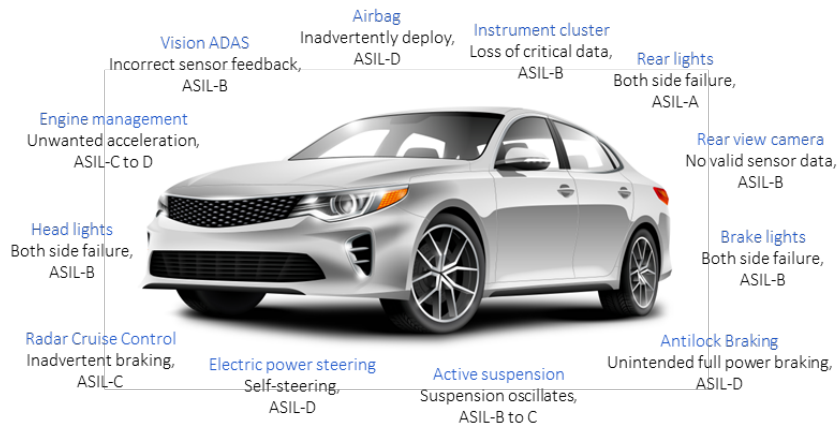 Airbag
Inadvertently deploy,
ASIL-D
Instrument cluster
Loss of critical data,
ASIL-B
Vision ADAS
Incorrect sensor feedback,
ASIL-B
Rear lights
Both side failure,
ASIL-A
Engine management
Unwanted acceleration,
ASIL-C to D
Rear view camera
No valid sensor data,
ASIL-B
Head lights
Both side failure,
ASIL-B
Brake lights
Both side failure,
ASIL-B
Radar Cruise Control
Inadvertent braking,
ASIL-C
Electric power steering
Self-steering,
ASIL-D
Active suspension
Suspension oscillates,
ASIL-B to C
Antilock Braking
Unintended full power braking,
ASIL-D